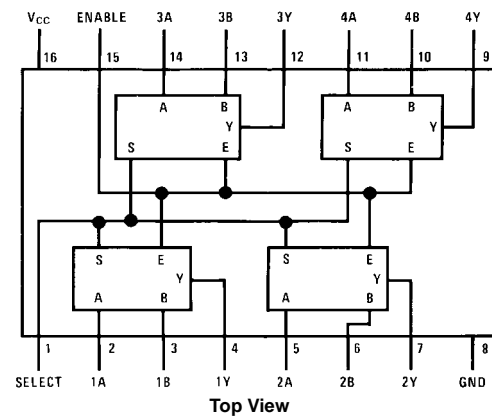 VCC ENABLE 3A 3B 3Y 4A 4B 4Y
16 15 14 13 12 11 10 9
A B A B
Y Y
S E S E
S E S E
Y Y
A B A B
1 2 3 4 5 6 7 8
SELECT 1A 1B 1Y 2A 2B 2Y GND
Top View